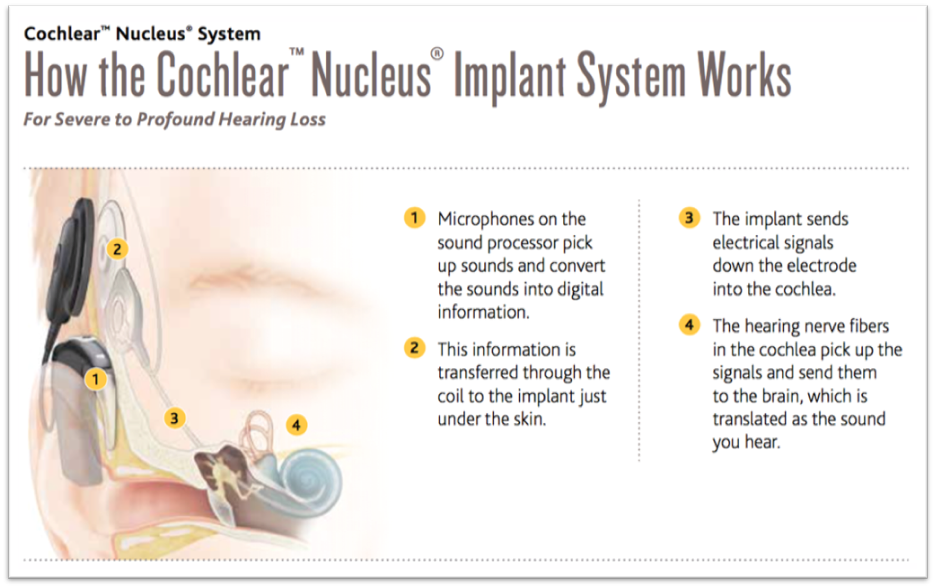 Cochlear™ Nucleus® System
How the Cochlear™ Nucleus® Implant System Works
For Severe to Profound Hearing Loss
2
1
3
4
1 Microphones on the
sound processor pick
up sounds and convert
the sounds into digital
information.
2 This information is
transferred through the
coil to the implant just
under the skin.
3 The implant sends
electrical signals
down the electrode
into the cochlea.
4 The hearing nerve fibers
in the cochlea pick up the
signals and send them
to the brain, which is
translated as the sound
you hear.